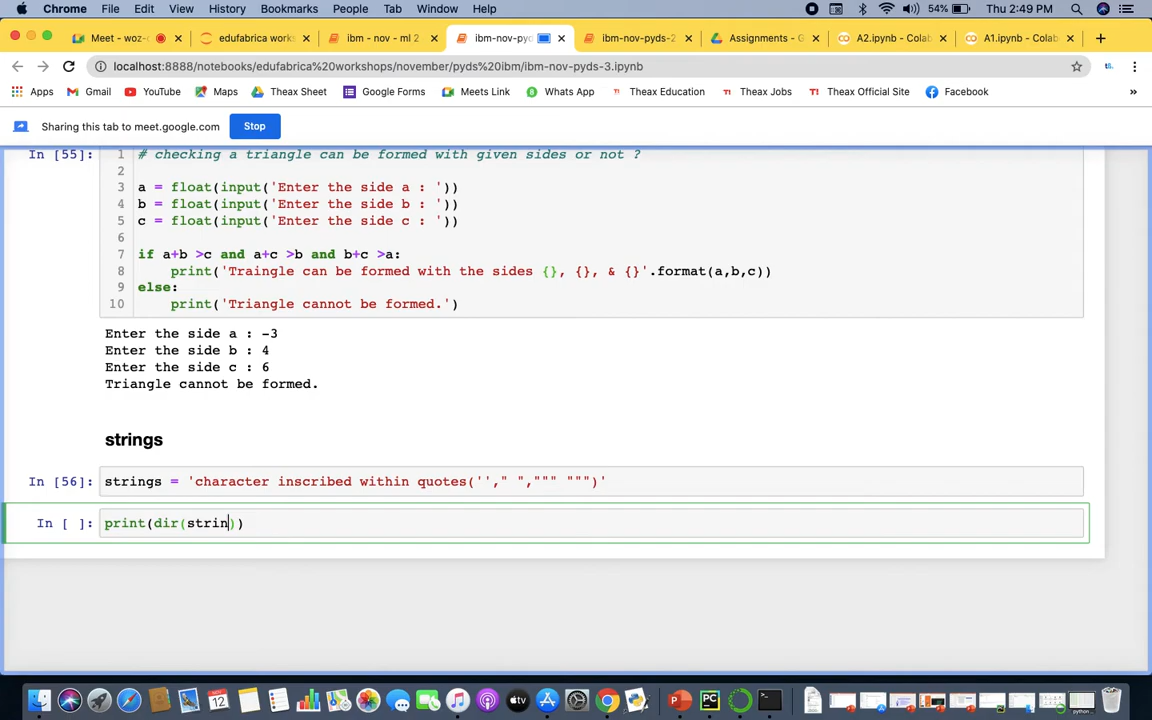 Chrome File Edit View History Bookmarks People Tab Window Help 54% Thu 2:49 PM
Meet - woz- edufabrica works ibm - nov - ml 2 ibm-nov-pyd ibm-nov-pyds-2 Assignments - G A2.ipynb - Colab A1.ipynb - Colab
localhost:8888/notebooks/edufabrica%20workshops/november/pyds%20ibm/ibm-nov-pyds-3.ipynb
Apps Gmail YouTube Maps Theax Sheet Google Forms Meets Link Whats App Theax Education Theax Jobs Theax Official Site Facebook »
Sharing this tab to meet.google.com Stop
In [55]: 1 # checking a triangle can be formed with given sides or not ?
2
3 a = float(input('Enter the side a : '))
4 b = float(input('Enter the side b : '))
5 c = float(input('Enter the side c : '))
6
7 if a+b >c and a+c >b and b+c >a:
8 print('Traingle can be formed with the sides {}, {}, & {}'.format(a,b,c))
9 else:
10 print('Triangle cannot be formed.')
Enter the side a : -3
Enter the side b : 4
Enter the side c : 6
Triangle cannot be formed.
strings
In [56]: strings = 'character inscribed within quotes(''," ",""" """)'
In [ ]: print(dir(strin))